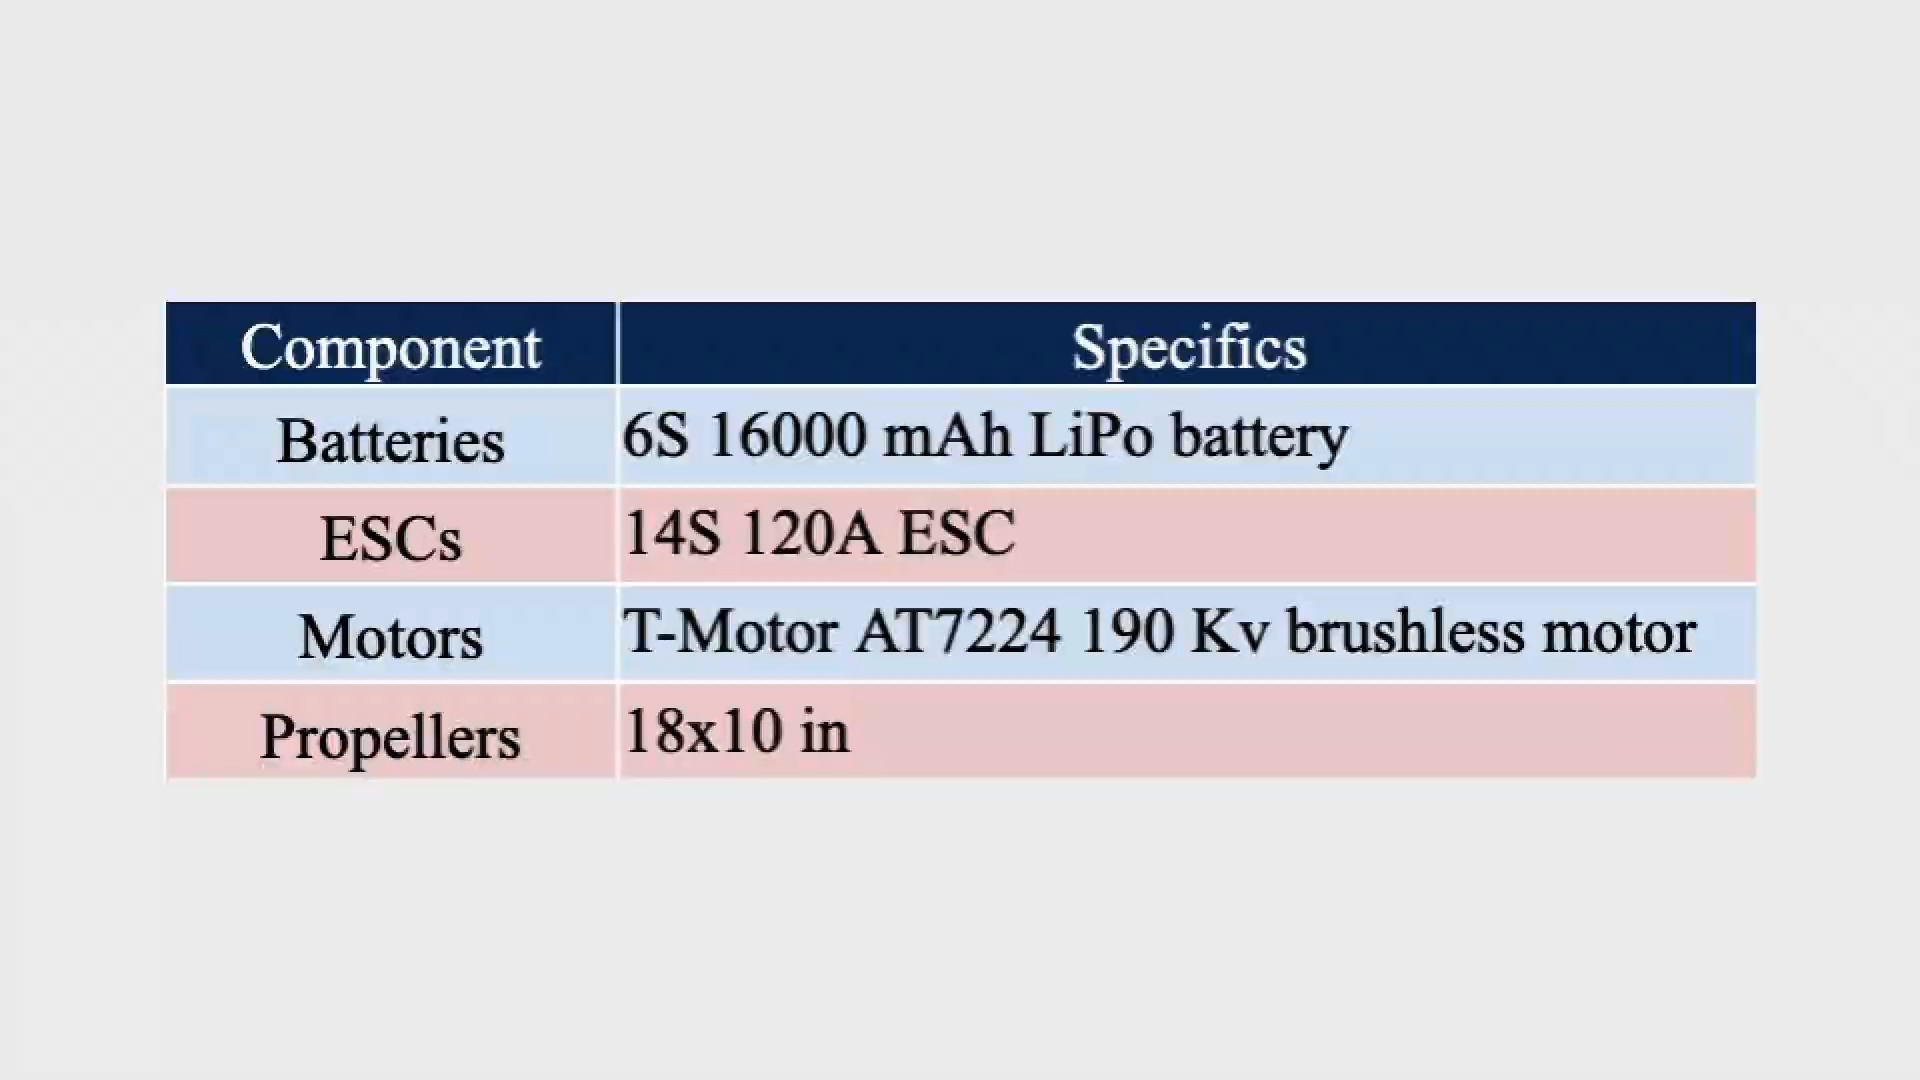 Component Specifics
Batteries 6S 16000 mAh LiPo battery
ESCs 14S 120A ESC
Motors T-Motor AT7224 190 Kv brushless motor
Propellers 18x10 in